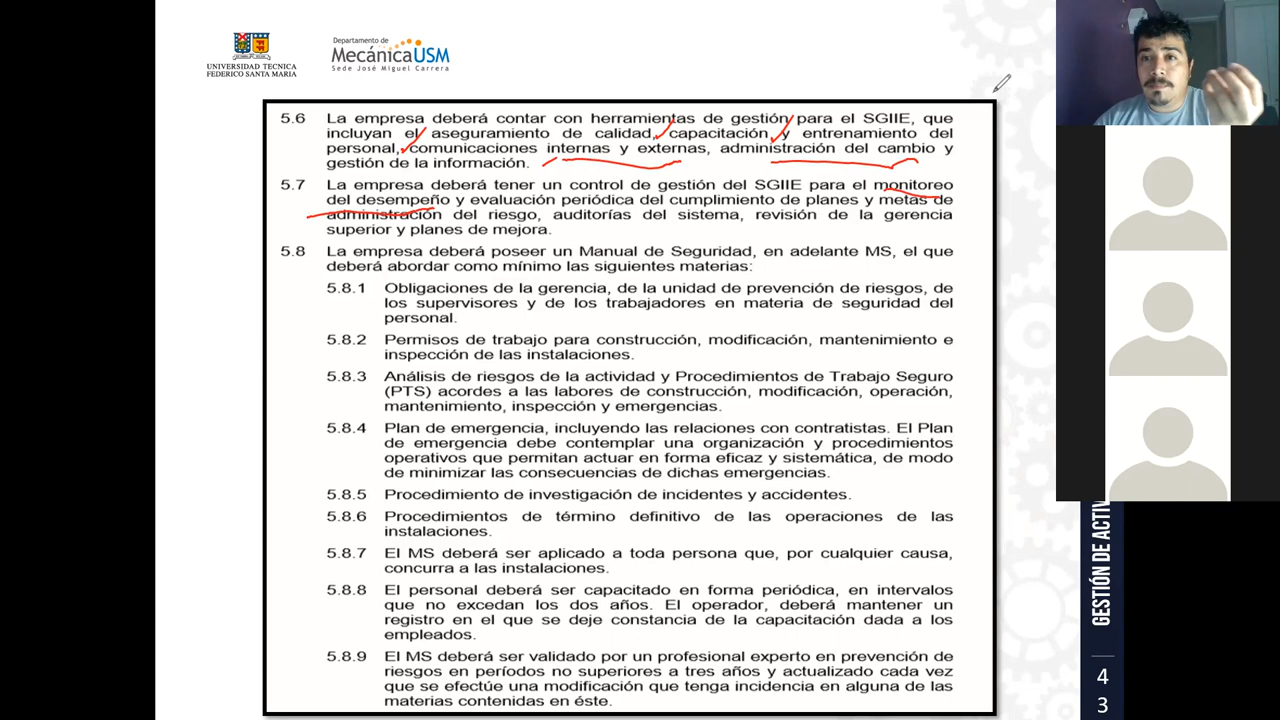 UNIVERSIDAD TECNICA
FEDERICO SANTA MARIA
Departamento de
MecánicaUSM
Sede José Miguel Carrera
5.6 La empresa deberá contar con herramientas de gestión para el SGIIE, que
incluyan el aseguramiento de calidad, capacitación y entrenamiento del
personal, comunicaciones internas y externas, administración del cambio y
gestión de la información.
5.7 La empresa deberá tener un control de gestión del SGIIE para el monitoreo
del desempeño y evaluación periódica del cumplimiento de planes y metas de
administración del riesgo, auditorías del sistema, revisión de la gerencia
superior y planes de mejora.
5.8 La empresa deberá poseer un Manual de Seguridad, en adelante MS, el que
deberá abordar como mínimo las siguientes materias:
5.8.1 Obligaciones de la gerencia, de la unidad de prevención de riesgos, de
los supervisores y de los trabajadores en materia de seguridad del
personal.
5.8.2 Permisos de trabajo para construcción, modificación, mantenimiento e
inspección de las instalaciones.
5.8.3 Análisis de riesgos de la actividad y Procedimientos de Trabajo Seguro
(PTS) acordes a las labores de construcción, modificación, operación,
mantenimiento, inspección y emergencias.
5.8.4 Plan de emergencia, incluyendo las relaciones con contratistas. El Plan
de emergencia debe contemplar una organización y procedimientos
operativos que permitan actuar en forma eficaz y sistemática, de modo
de minimizar las consecuencias de dichas emergencias.
5.8.5 Procedimiento de investigación de incidentes y accidentes.
5.8.6 Procedimientos de término definitivo de las operaciones de las
instalaciones.
5.8.7 El MS deberá ser aplicado a toda persona que, por cualquier causa,
concurra a las instalaciones.
5.8.8 El personal deberá ser capacitado en forma periódica, en intervalos
que no excedan los dos años. El operador, deberá mantener un
registro en el que se deje constancia de la capacitación dada a los
empleados.
5.8.9 El MS deberá ser validado por un profesional experto en prevención de
riesgos en períodos no superiores a tres años y actualizado cada vez
que se efectúe una modificación que tenga incidencia en alguna de las
materias contenidas en éste.
GESTIÓN DE
4
3